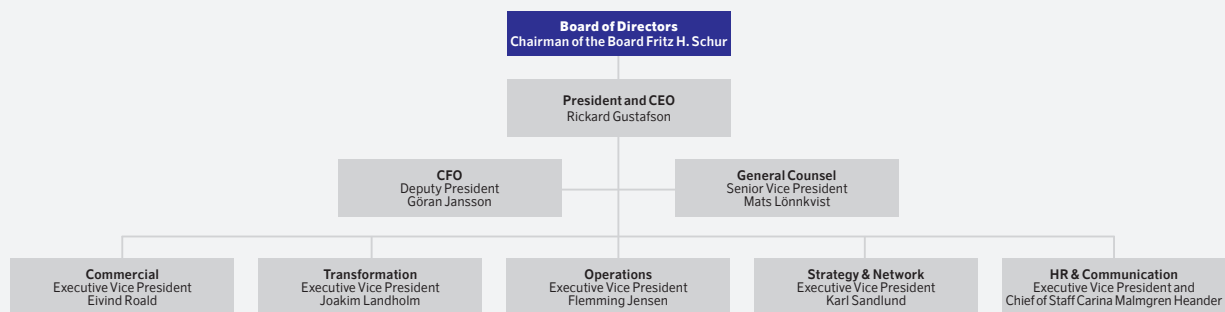 Board of Directors
Chairman of the Board Fritz H. Schur
President and CEO
Rickard Gustafson
CFO
Deputy President
Göran Jansson
General Counsel
Senior Vice President
Mats Lönnkvist
Commercial
Executive Vice President
Eivind Roald
Transformation
Executive Vice President
Joakim Landholm
Operations
Executive Vice President
Flemming Jensen
Strategy & Network
Executive Vice President
Karl Sandlund
HR & Communication
Executive Vice President and
Chief of Staff Carina Malmgren Heander